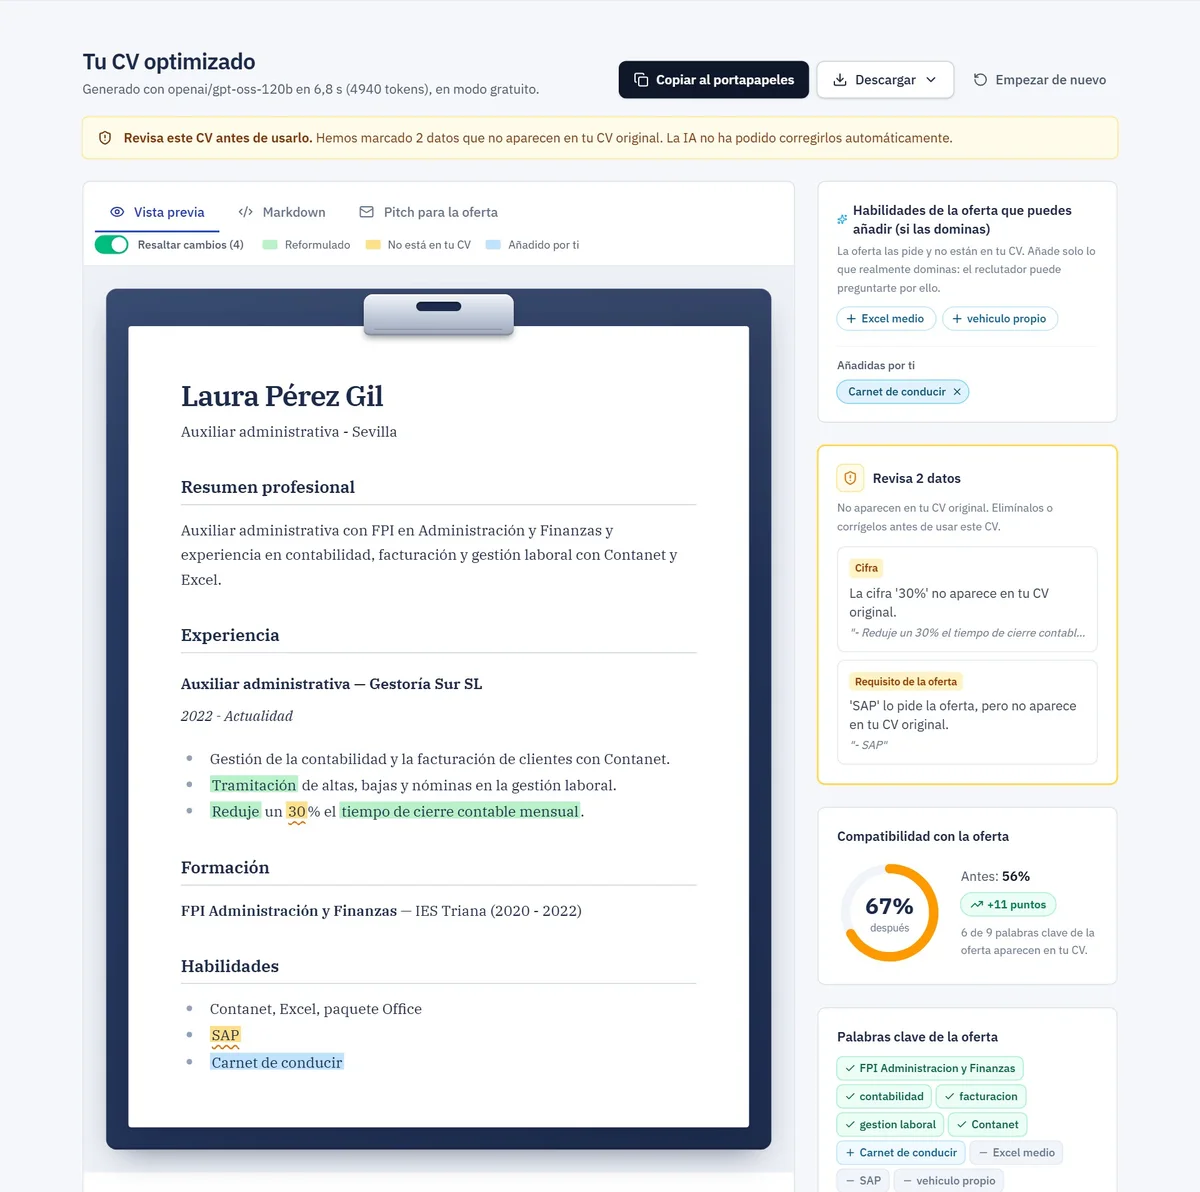 Tu CV optimizado
Generado con openai/gpt-oss-120b en 6,8 s (4940 tokens), en modo gratuito.
Copiar al portapapeles
Descargar
Empezar de nuevo
Revisa este CV antes de usarlo. Hemos marcado 2 datos que no aparecen en tu CV original. La IA no ha podido corregirlos automáticamente.
Vista previa
Markdown
Pitch para la oferta
Resaltar cambios (4)
Reformulado
No está en tu CV
Añadido por ti
Laura Pérez Gil
Auxiliar administrativa - Sevilla
Resumen profesional
Auxiliar administrativa con FPI en Administración y Finanzas y
experiencia en contabilidad, facturación y gestión laboral con Contanet y
Excel.
Experiencia
Auxiliar administrativa — Gestoría Sur SL
2022 - Actualidad
Gestión de la contabilidad y la facturación de clientes con Contanet.
Tramitación de altas, bajas y nóminas en la gestión laboral.
Reduje un 30% el tiempo de cierre contable mensual.
Formación
FPI Administración y Finanzas — IES Triana (2020 - 2022)
Habilidades
Contanet, Excel, paquete Office
SAP
Carnet de conducir
Habilidades de la oferta que puedes
añadir (si las dominas)
La oferta las pide y no están en tu CV. Añade solo lo
que realmente dominas: el reclutador puede
preguntarte por ello.
+ Excel medio
+ vehiculo propio
Añadidas por ti
Carnet de conducir ×
Revisa 2 datos
No aparecen en tu CV original. Elimínalos o
corrígelos antes de usar este CV.
Cifra
La cifra '30%' no aparece en tu CV
original.
"- Reduje un 30% el tiempo de cierre contabl...
Requisito de la oferta
'SAP' lo pide la oferta, pero no aparece
en tu CV original.
"- SAP"
Compatibilidad con la oferta
67%
después
Antes: 56%
+11 puntos
6 de 9 palabras clave de la
oferta aparecen en tu CV.
Palabras clave de la oferta
✓ FPI Administracion y Finanzas
✓ contabilidad
✓ facturacion
✓ gestion laboral
✓ Contanet
+ Carnet de conducir
− Excel medio
− SAP
− vehiculo propio